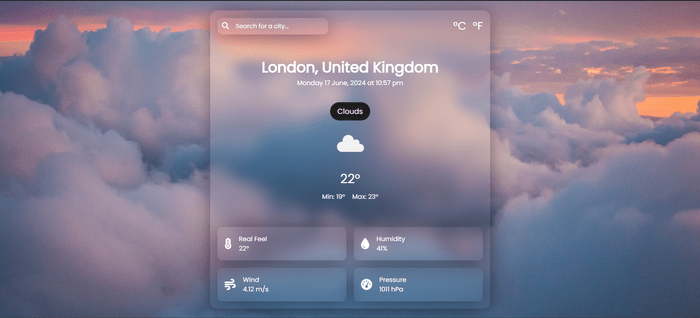 Search for a city...
°C °F
London, United Kingdom
Monday 17 June, 2024 at 10:57 pm
Clouds
22°
Min: 19° Max: 23°
Real Feel
22°
Humidity
41%
Wind
4.12 m/s
Pressure
1011 hPa